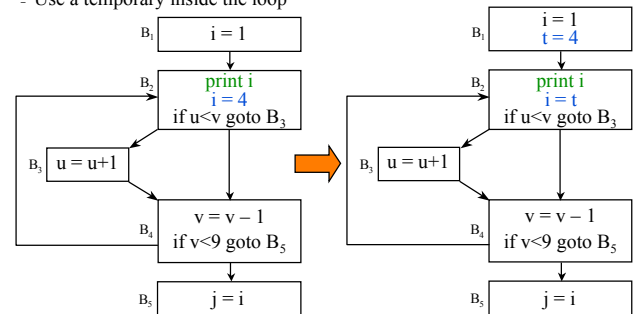 - Use a temporary inside the loop
B₁
i = 1
B₂
print i
i = 4
if u<v goto B₃
B₃
u = u+1
B₄
v = v – 1
if v<9 goto B₅
B₅
j = i
B₁
i = 1
t = 4
B₂
print i
i = t
if u<v goto B₃
B₃
u = u+1
B₄
v = v – 1
if v<9 goto B₅
B₅
j = i